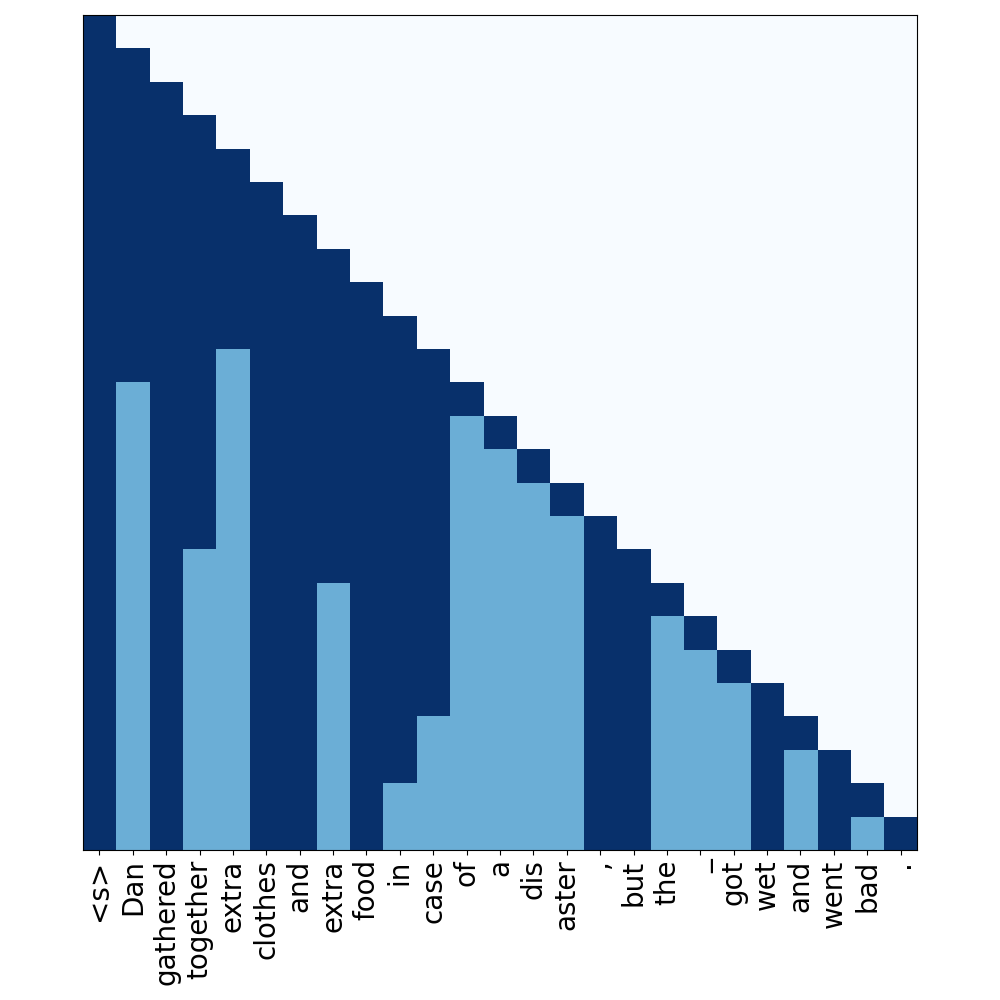 <s>
Dan
gathered
together
extra
clothes
and
extra
food
in
case
of
a
dis
aster
,
but
the
_
got
wet
and
went
bad
.